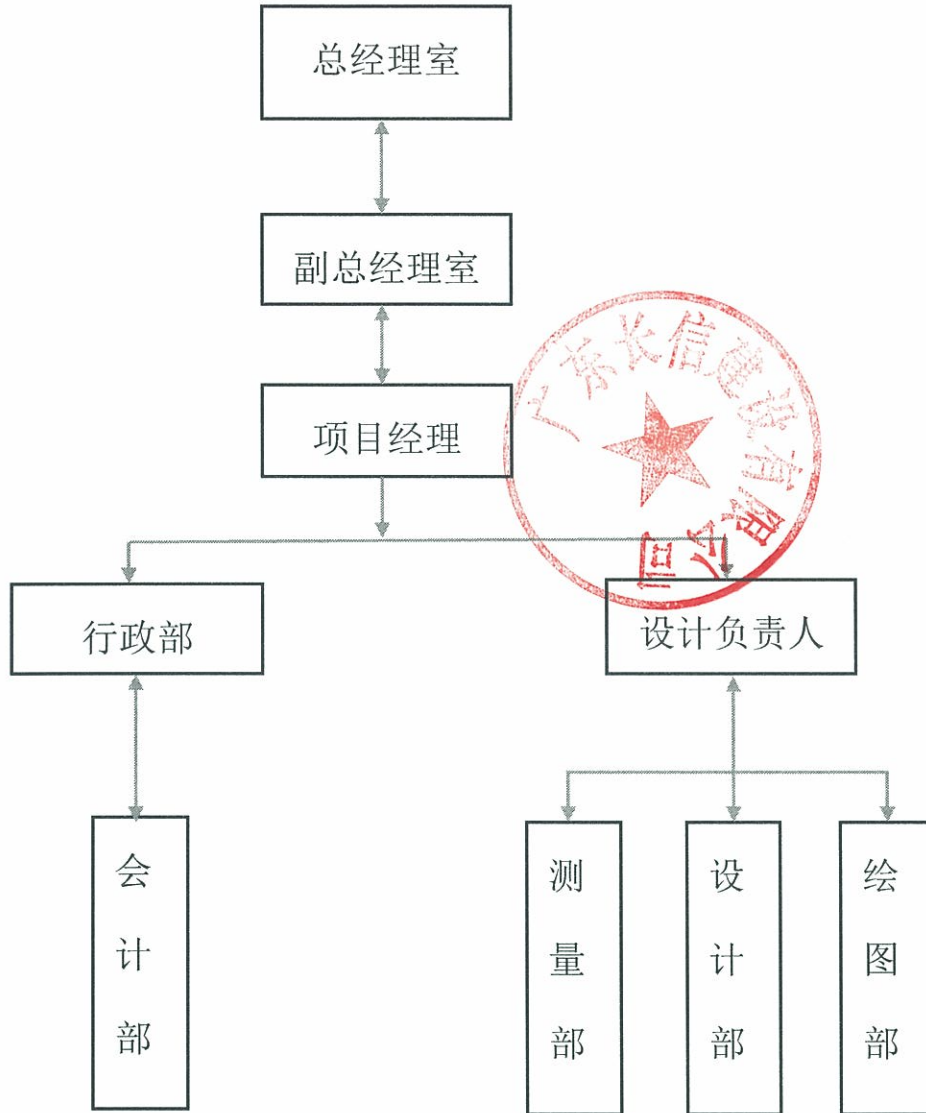 总经理室
副总经理室
项目经理
广东长信建设有限公司
行政部
设计负责人
会计部
测量部
设计部
绘图部